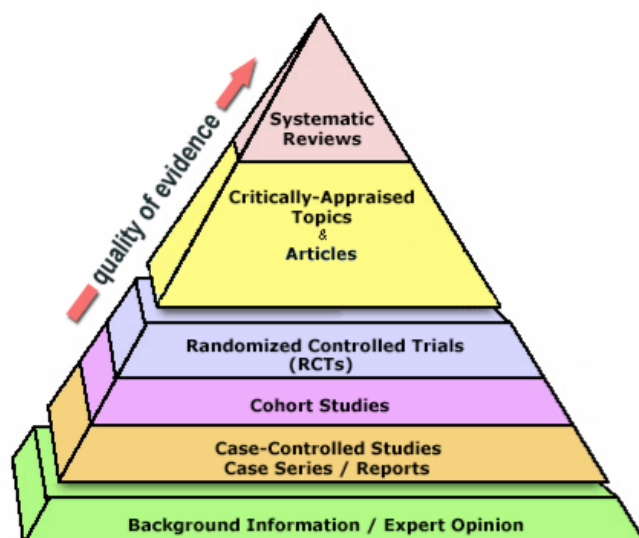 quality of evidence
Systematic
Reviews
Critically-Appraised
Topics
&
Articles
Randomized Controlled Trials
(RCTs)
Cohort Studies
Case-Controlled Studies
Case Series / Reports
Background Information / Expert Opinion